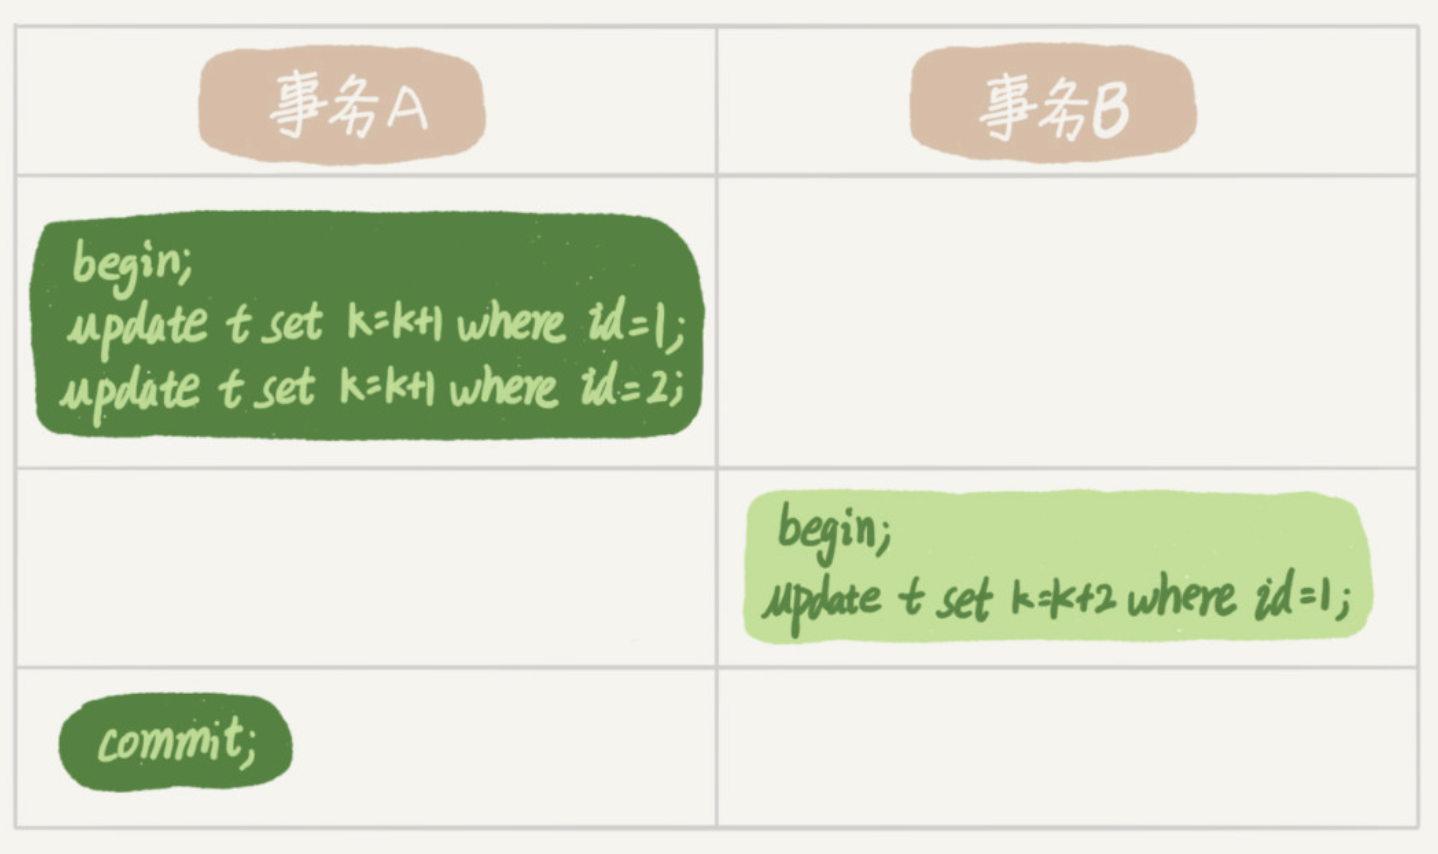 事务A
事务B
begin;
update t set k=k+1 where id=1;
update t set k=k+1 where id=2;
begin;
update t set k=k+2 where id=1;
commit;